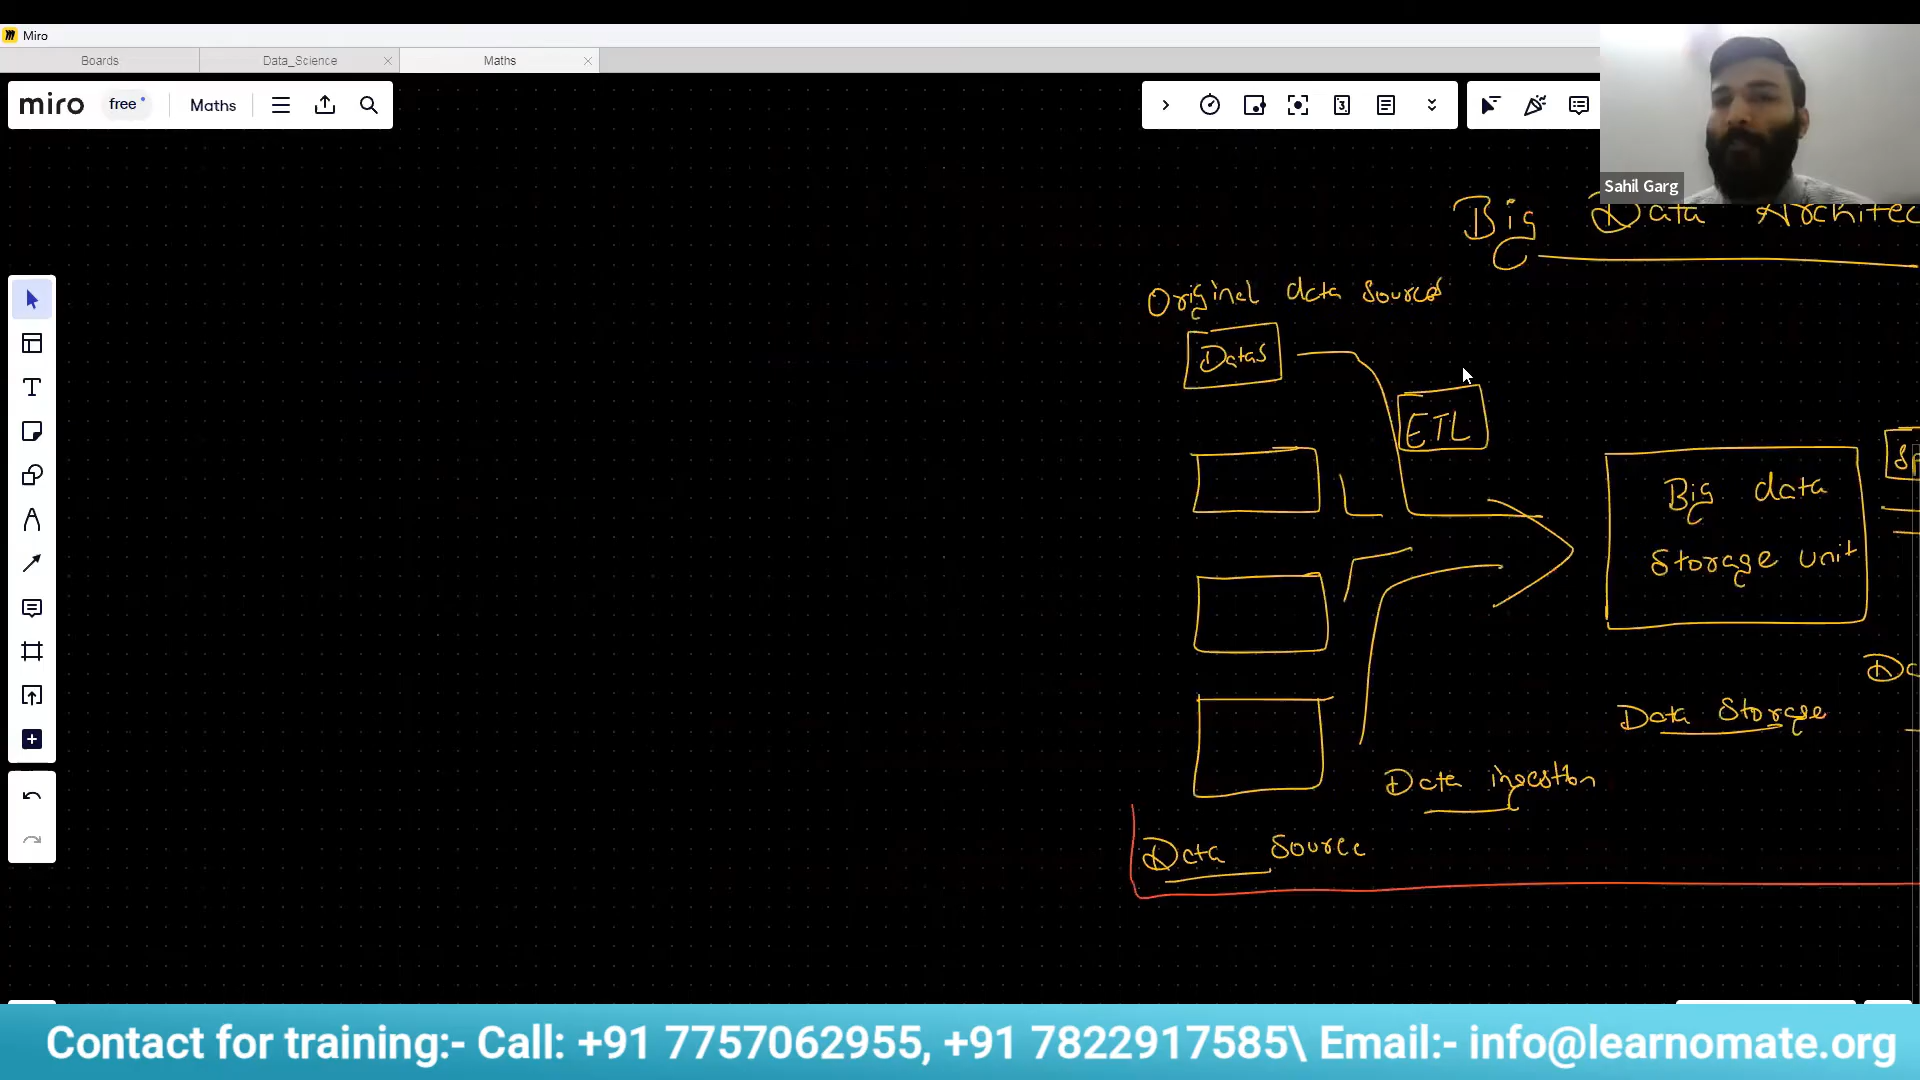 Miro
Boards
Data_Science
Maths
miro
free
Maths
3
Sahil Garg
Big Data Architec
Original data Sources
Datas
ETL
Big data
Storage unit
Data Storage
Data ingestion
Data Source
Contact for training:- Call: +91 7757062955, +91 7822917585\ Email:- info@learnomate.org